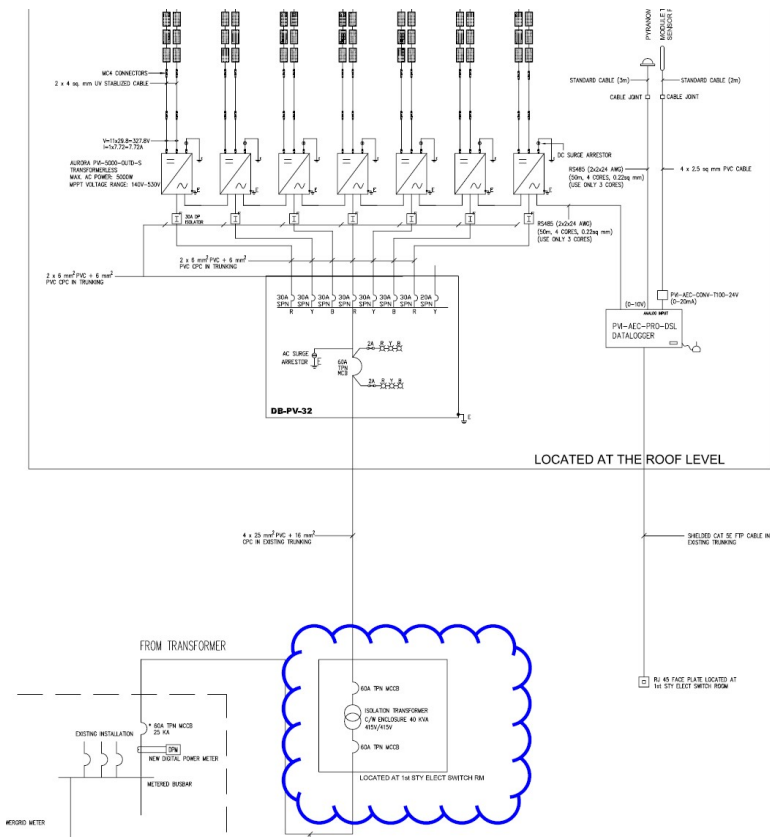 PYRANOM
MODULE T
SENSOR F
MC4 CONNECTORS
2 x 4 sq. mm UV STABLIZED CABLE
STANDARD CABLE (3m)
STANDARD CABLE (2m)
CABLE JOINT
CABLE JOINT
V=11x29.8=327.8V
I=1x7.72=7.72A
AURORA PVI-5000-OUTD-S
TRANSFORMERLESS
MAX. AC POWER: 5000W
MPPT VOLTAGE RANGE: 140V-530V
DC SURGE ARRESTOR
RS485 (2x2x24 AWG)
(50m, 4 CORES, 0.22sq mm)
(USE ONLY 3 CORES)
4 x 2.5 sq mm PVC CABLE
E E E E E E E
30A DP
ISOLATOR
RS485 (2x2x24 AWG)
(50m, 4 CORES, 0.22sq mm)
(USE ONLY 3 CORES)
2 x 6 mm² PVC + 6 mm²
PVC CPC IN TRUNKING
2 x 6 mm² PVC + 6 mm²
PVC CPC IN TRUNKING
30A 30A 30A 30A 30A 30A 30A 20A
SPN SPN SPN SPN SPN SPN SPN SPN
R Y B R Y B R Y
PVI-AEC-CONV-T100-24V
(0-20mA)
(0-10V)
ANALOG INPUT
PVI-AEC-PRO-DSL
DATALOGGER
AC SURGE
ARRESTOR
E
60A
TPN
MCB
2A R Y B
2A R Y B
DB-PV-32
E
LOCATED AT THE ROOF LEVEL
4 x 25 mm² PVC + 16 mm²
CPC IN EXISTING TRUNKING
SHIELDED CAT 5E FTP CABLE IN
EXISTING TRUNKING
FROM TRANSFORMER
60A TPN MCCB
ISOLATION TRANSFORMER
C/W ENCLOSURE 40 KVA
415V/415V
60A TPN MCCB
LOCATED AT 1st STY ELECT SWITCH RM
RJ 45 FACE PLATE LOCATED AT
1st STY ELECT SWITCH ROOM
* 60A TPN MCCB
25 KA
EXISTING INSTALLATION
DPM
NEW DIGITAL POWER METER
METERED BUSBAR
WERGRID METER